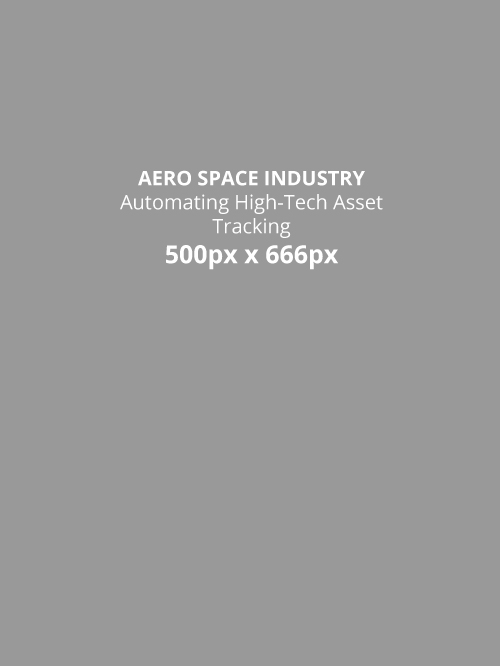 AERO SPACE INDUSTRY
Automating High-Tech Asset
Tracking
500px x 666px